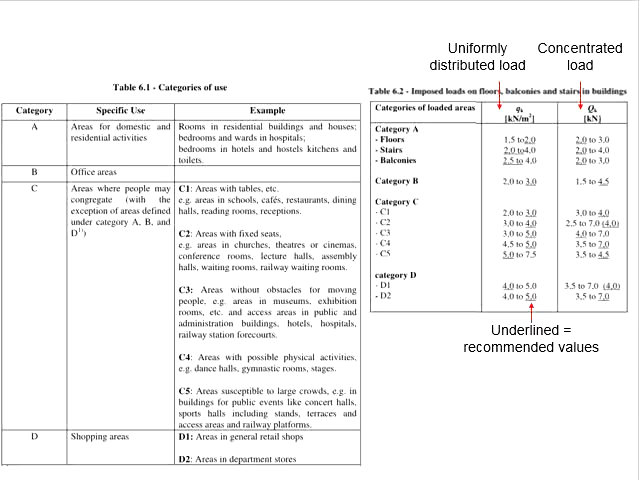 Uniformly distributed load
Concentrated load
Table 6.1 - Categories of use
Category Specific Use Example
A Areas for domestic and residential activities
Rooms in residential buildings and houses;
bedrooms and wards in hospitals;
bedrooms in hotels and hostels kitchens and
toilets.
B Office areas
C Areas where people may congregate (with the exception of areas defined under category A, B, and D1))
C1: Areas with tables, etc.
e.g. areas in schools, cafés, restaurants, dining
halls, reading rooms, receptions.
C2: Areas with fixed seats,
e.g. areas in churches, theatres or cinemas,
conference rooms, lecture halls, assembly
halls, waiting rooms, railway waiting rooms.
C3: Areas without obstacles for moving
people, e.g. areas in museums, exhibition
rooms, etc. and access areas in public and
administration buildings, hotels, hospitals,
railway station forecourts.
C4: Areas with possible physical activities,
e.g. dance halls, gymnastic rooms, stages.
C5: Areas susceptible to large crowds, e.g. in
buildings for public events like concert halls,
sports halls including stands, terraces and
access areas and railway platforms.
D Shopping areas D1: Areas in general retail shops
D2: Areas in department stores
Table 6.2 - Imposed loads on floors, balconies and stairs in buildings
Categories of loaded areas qk [kN/m2] Qk [kN]
Category A
- Floors 1,5 to2,0 2,0 to 3,0
- Stairs 2,0 to4,0 2,0 to 4,0
- Balconies 2,5 to 4,0 2,0 to 3,0
Category B 2,0 to 3,0 1,5 to 4,5
Category C
- C1 2,0 to 3,0 3,0 to 4,0
- C2 3,0 to 4,0 2,5 to 7,0 (4,0)
- C3 3,0 to 5,0 4,0 to 7,0
- C4 4,5 to 5,0 3,5 to 7,0
- C5 5,0 to 7,5 3,5 to 4,5
category D
- D1 4,0 to 5,0 3,5 to 7,0 (4,0)
- D2 4,0 to 5,0 3,5 to 7,0
Underlined =
recommended values